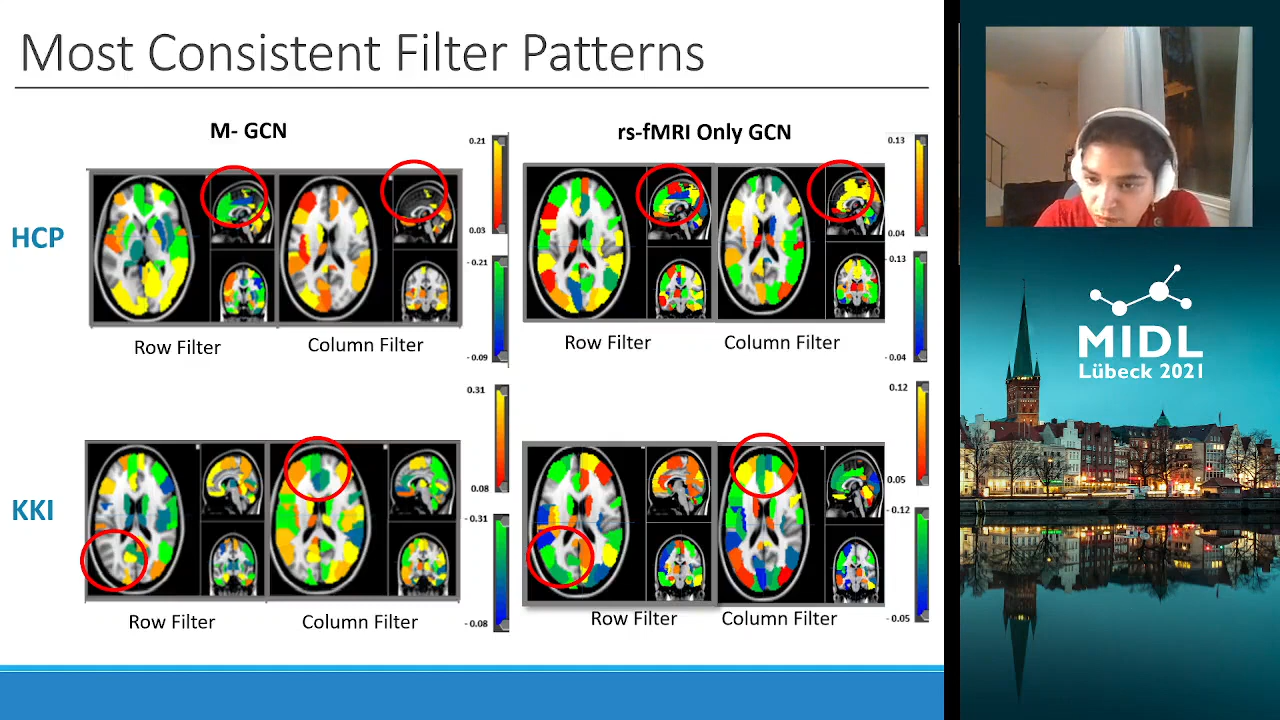 Most Consistent Filter Patterns
M- GCN
rs-fMRI Only GCN
HCP
0.21
0.03
- 0.21
- 0.09
0.13
0.04
- 0.13
- 0.04
Row Filter
Column Filter
Row Filter
Column Filter
KKI
0.31
0.08
- 0.31
- 0.08
0.12
0.05
- 0.12
- 0.05
Row Filter
Column Filter
Row Filter
Column Filter
MIDL
Lübeck 2021